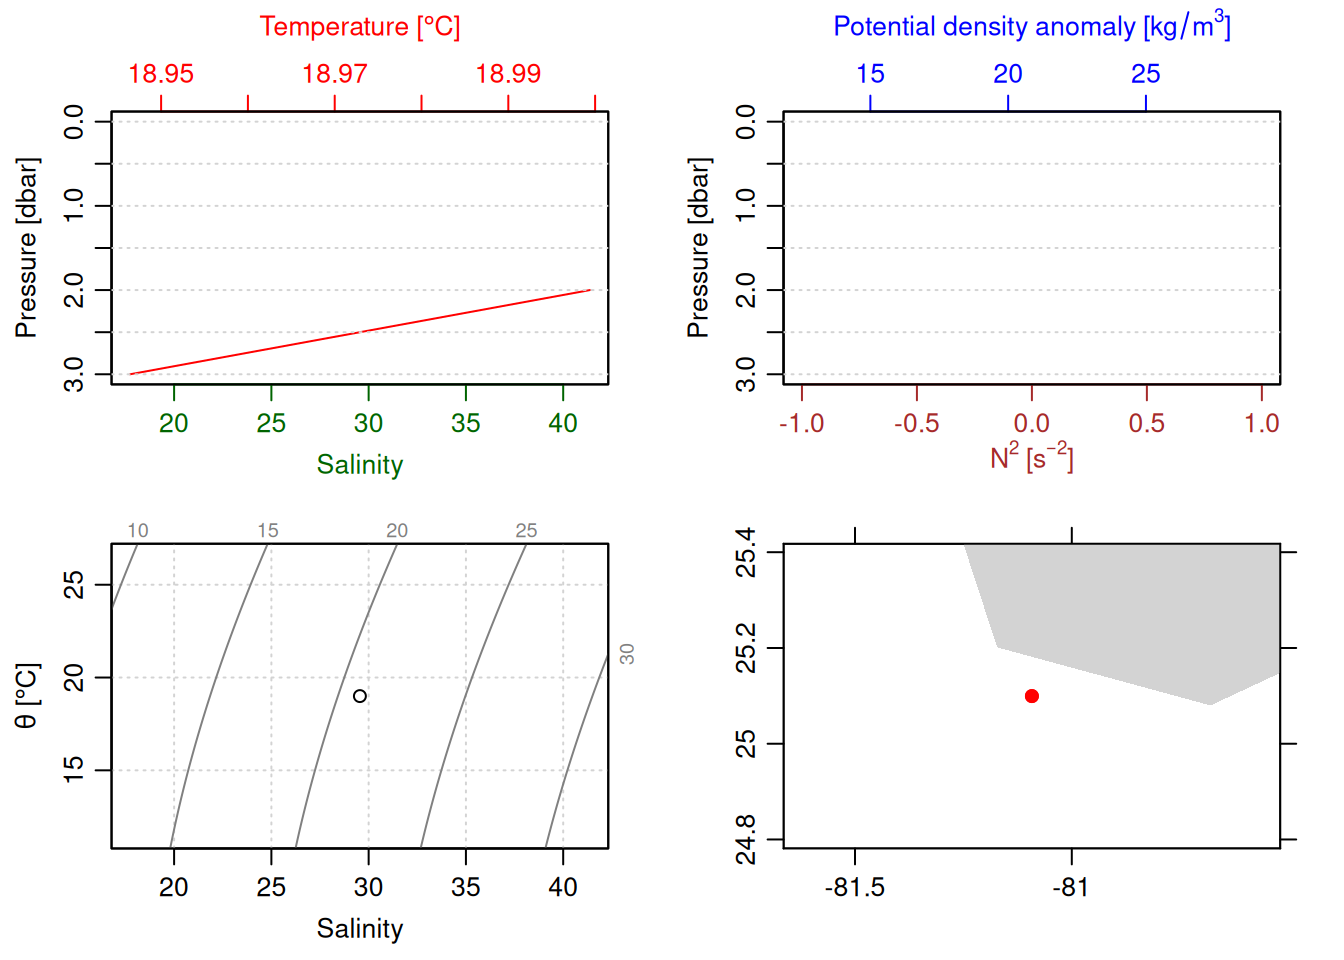 Temperature [°C]
18.95 18.97 18.99
Pressure [dbar]
0.0 1.0 2.0 3.0
20 25 30 35 40
Salinity
Potential density anomaly [kg/m³]
15 20 25
Pressure [dbar]
0.0 1.0 2.0 3.0
-1.0 -0.5 0.0 0.5 1.0
N² [s⁻²]
10 15 20 25
30
θ [°C]
15 20 25
20 25 30 35 40
Salinity
25.4
25.2
25
24.8
-81.5 -81